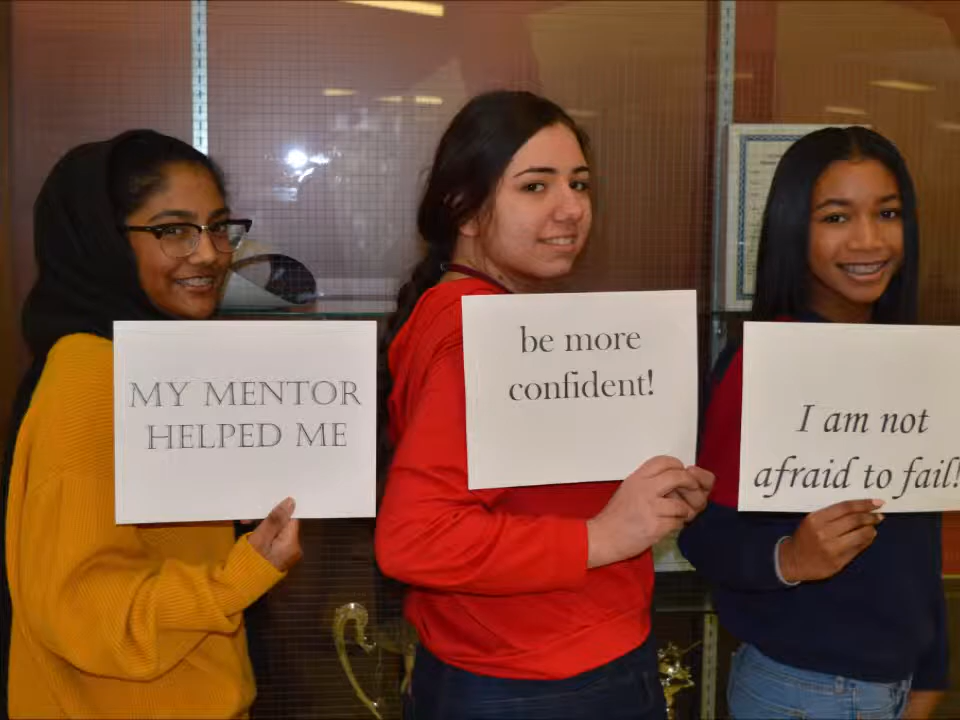 MY MENTOR
HELPED ME
be more
confident!
I am not
afraid to fail!